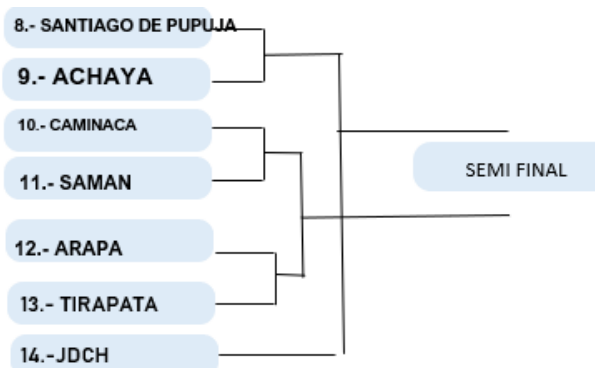 8.- SANTIAGO DE PUPUJA
9.- ACHAYA
10.- CAMINACA
11.- SAMAN
SEMI FINAL
12.- ARAPA
13.- TIRAPATA
14.-JDCH